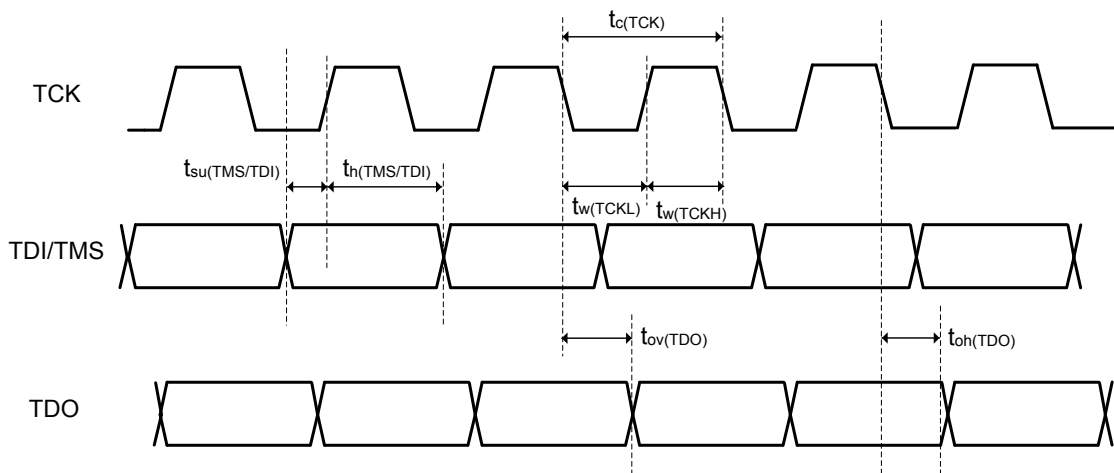 tc(TCK)
TCK
tsu(TMS/TDI)
th(TMS/TDI)
tw(TCKL)
tw(TCKH)
TDI/TMS
tov(TDO)
toh(TDO)
TDO